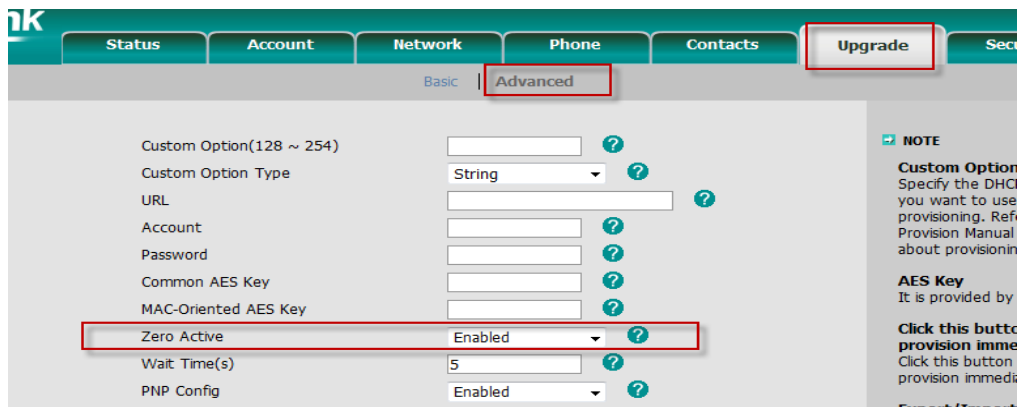 nk
Status Account Network Phone Contacts Upgrade Secu
Basic | Advanced
Custom Option(128 ~ 254) ?
Custom Option Type String ?
URL ?
Account ?
Password ?
Common AES Key ?
MAC-Oriented AES Key ?
Zero Active Enabled ?
Wait Time(s) 5 ?
PNP Config Enabled ?
NOTE
Custom Option
Specify the DHC
you want to use
provisioning. Ref
Provision Manual
about provisionin
AES Key
It is provided by
Click this butto
provision imme
Click this button
provision immedi